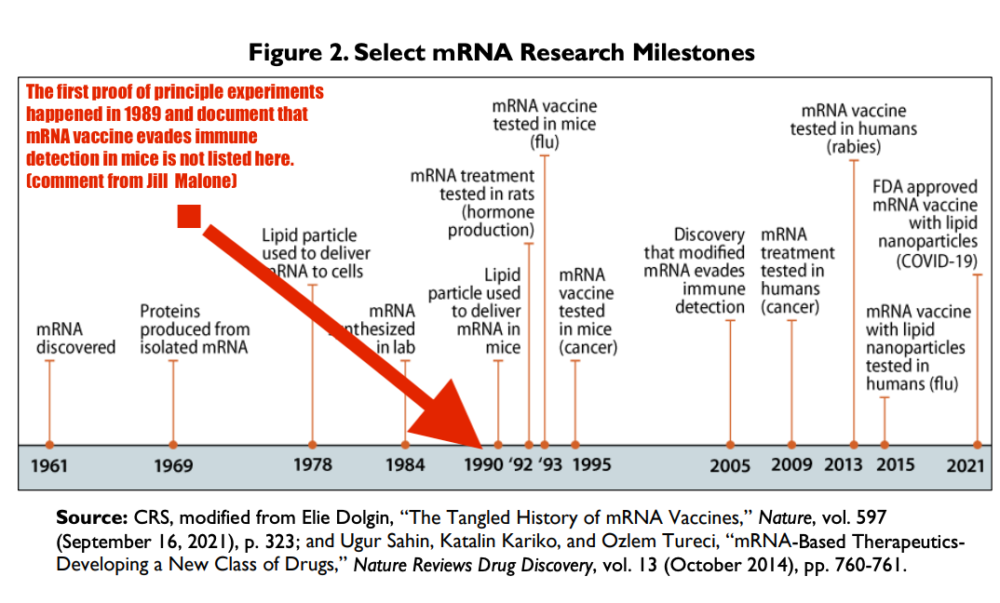 Figure 2. Select mRNA Research Milestones
The first proof of principle experiments
happened in 1989 and document that
mRNA vaccine evades immune
detection in mice is not listed here.
(comment from Jill Malone)
mRNA
discovered
Proteins
produced from
isolated mRNA
Lipid particle
used to deliver
mRNA to cells
mRNA
synthesized
in lab
Lipid
particle used
to deliver
mRNA in
mice
mRNA treatment
tested in rats
(hormone
production)
mRNA vaccine
tested in mice
(flu)
mRNA
vaccine
tested
in mice
(cancer)
Discovery
that modified
mRNA evades
immune
detection
mRNA
treatment
tested in
humans
(cancer)
mRNA vaccine
tested in humans
(rabies)
mRNA vaccine
with lipid
nanoparticles
tested in
humans (flu)
FDA approved
mRNA vaccine
with lipid
nanoparticles
(COVID-19)
1961 1969 1978 1984 1990 ‘92 ‘93 1995 2005 2009 2013 2015 2021
Source: CRS, modified from Elie Dolgin, “The Tangled History of mRNA Vaccines,” Nature, vol. 597
(September 16, 2021), p. 323; and Ugur Sahin, Katalin Kariko, and Ozlem Tureci, “mRNA-Based Therapeutics-
Developing a New Class of Drugs,” Nature Reviews Drug Discovery, vol. 13 (October 2014), pp. 760-761.